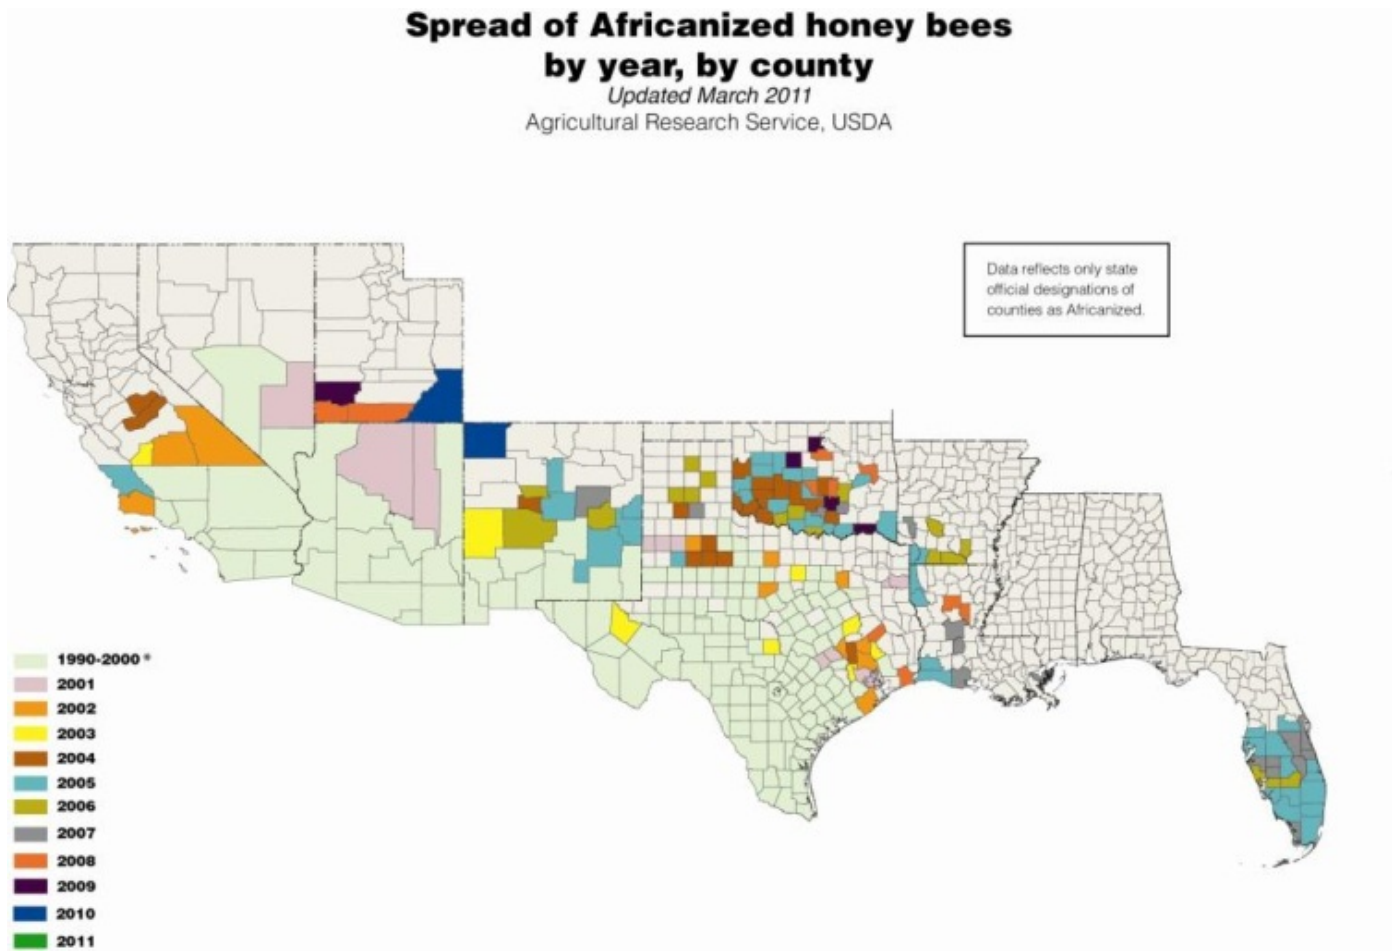 Spread of Africanized honey bees
by year, by county
Updated March 2011
Agricultural Research Service, USDA
Data reflects only state
official designations of
counties as Africanized.
1990-2000*
2001
2002
2003
2004
2005
2006
2007
2008
2009
2010
2011